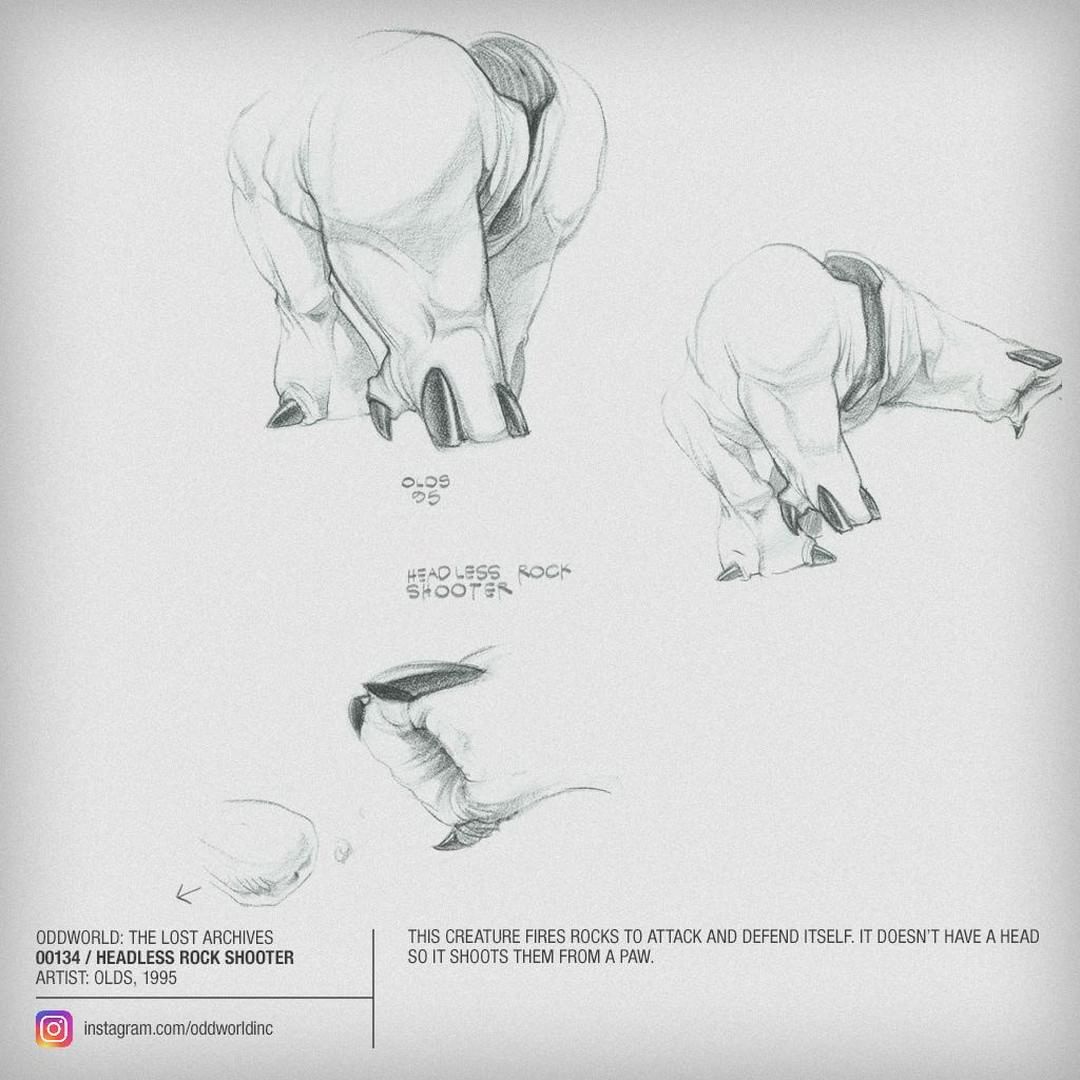 OLDS
95
HEADLESS ROCK
SHOOTER
ODDWORLD: THE LOST ARCHIVES
00134 / HEADLESS ROCK SHOOTER
ARTIST: OLDS, 1995
instagram.com/oddworldinc
THIS CREATURE FIRES ROCKS TO ATTACK AND DEFEND ITSELF. IT DOESN'T HAVE A HEAD
SO IT SHOOTS THEM FROM A PAW.